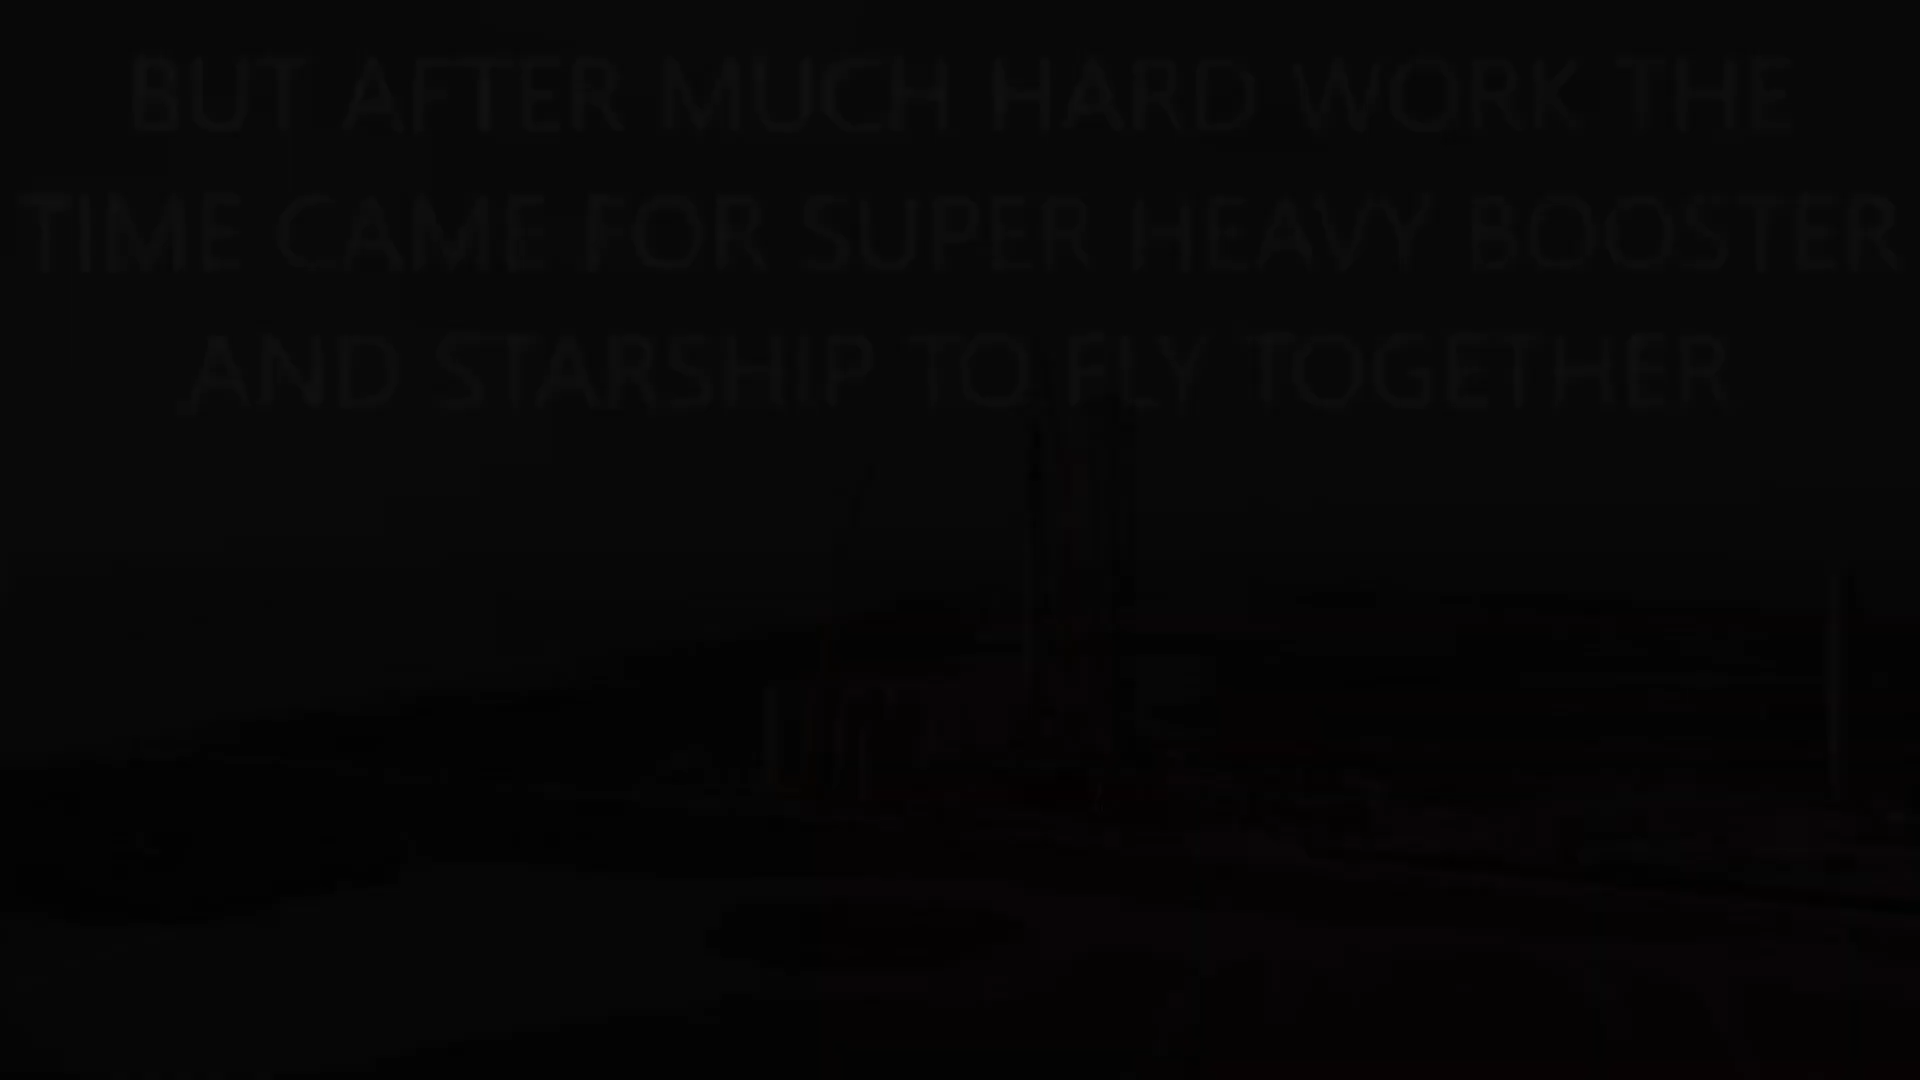 BUT AFTER MUCH HARD WORK THE
TIME CAME FOR SUPER HEAVY BOOSTER
AND STARSHIP TO FLY TOGETHER